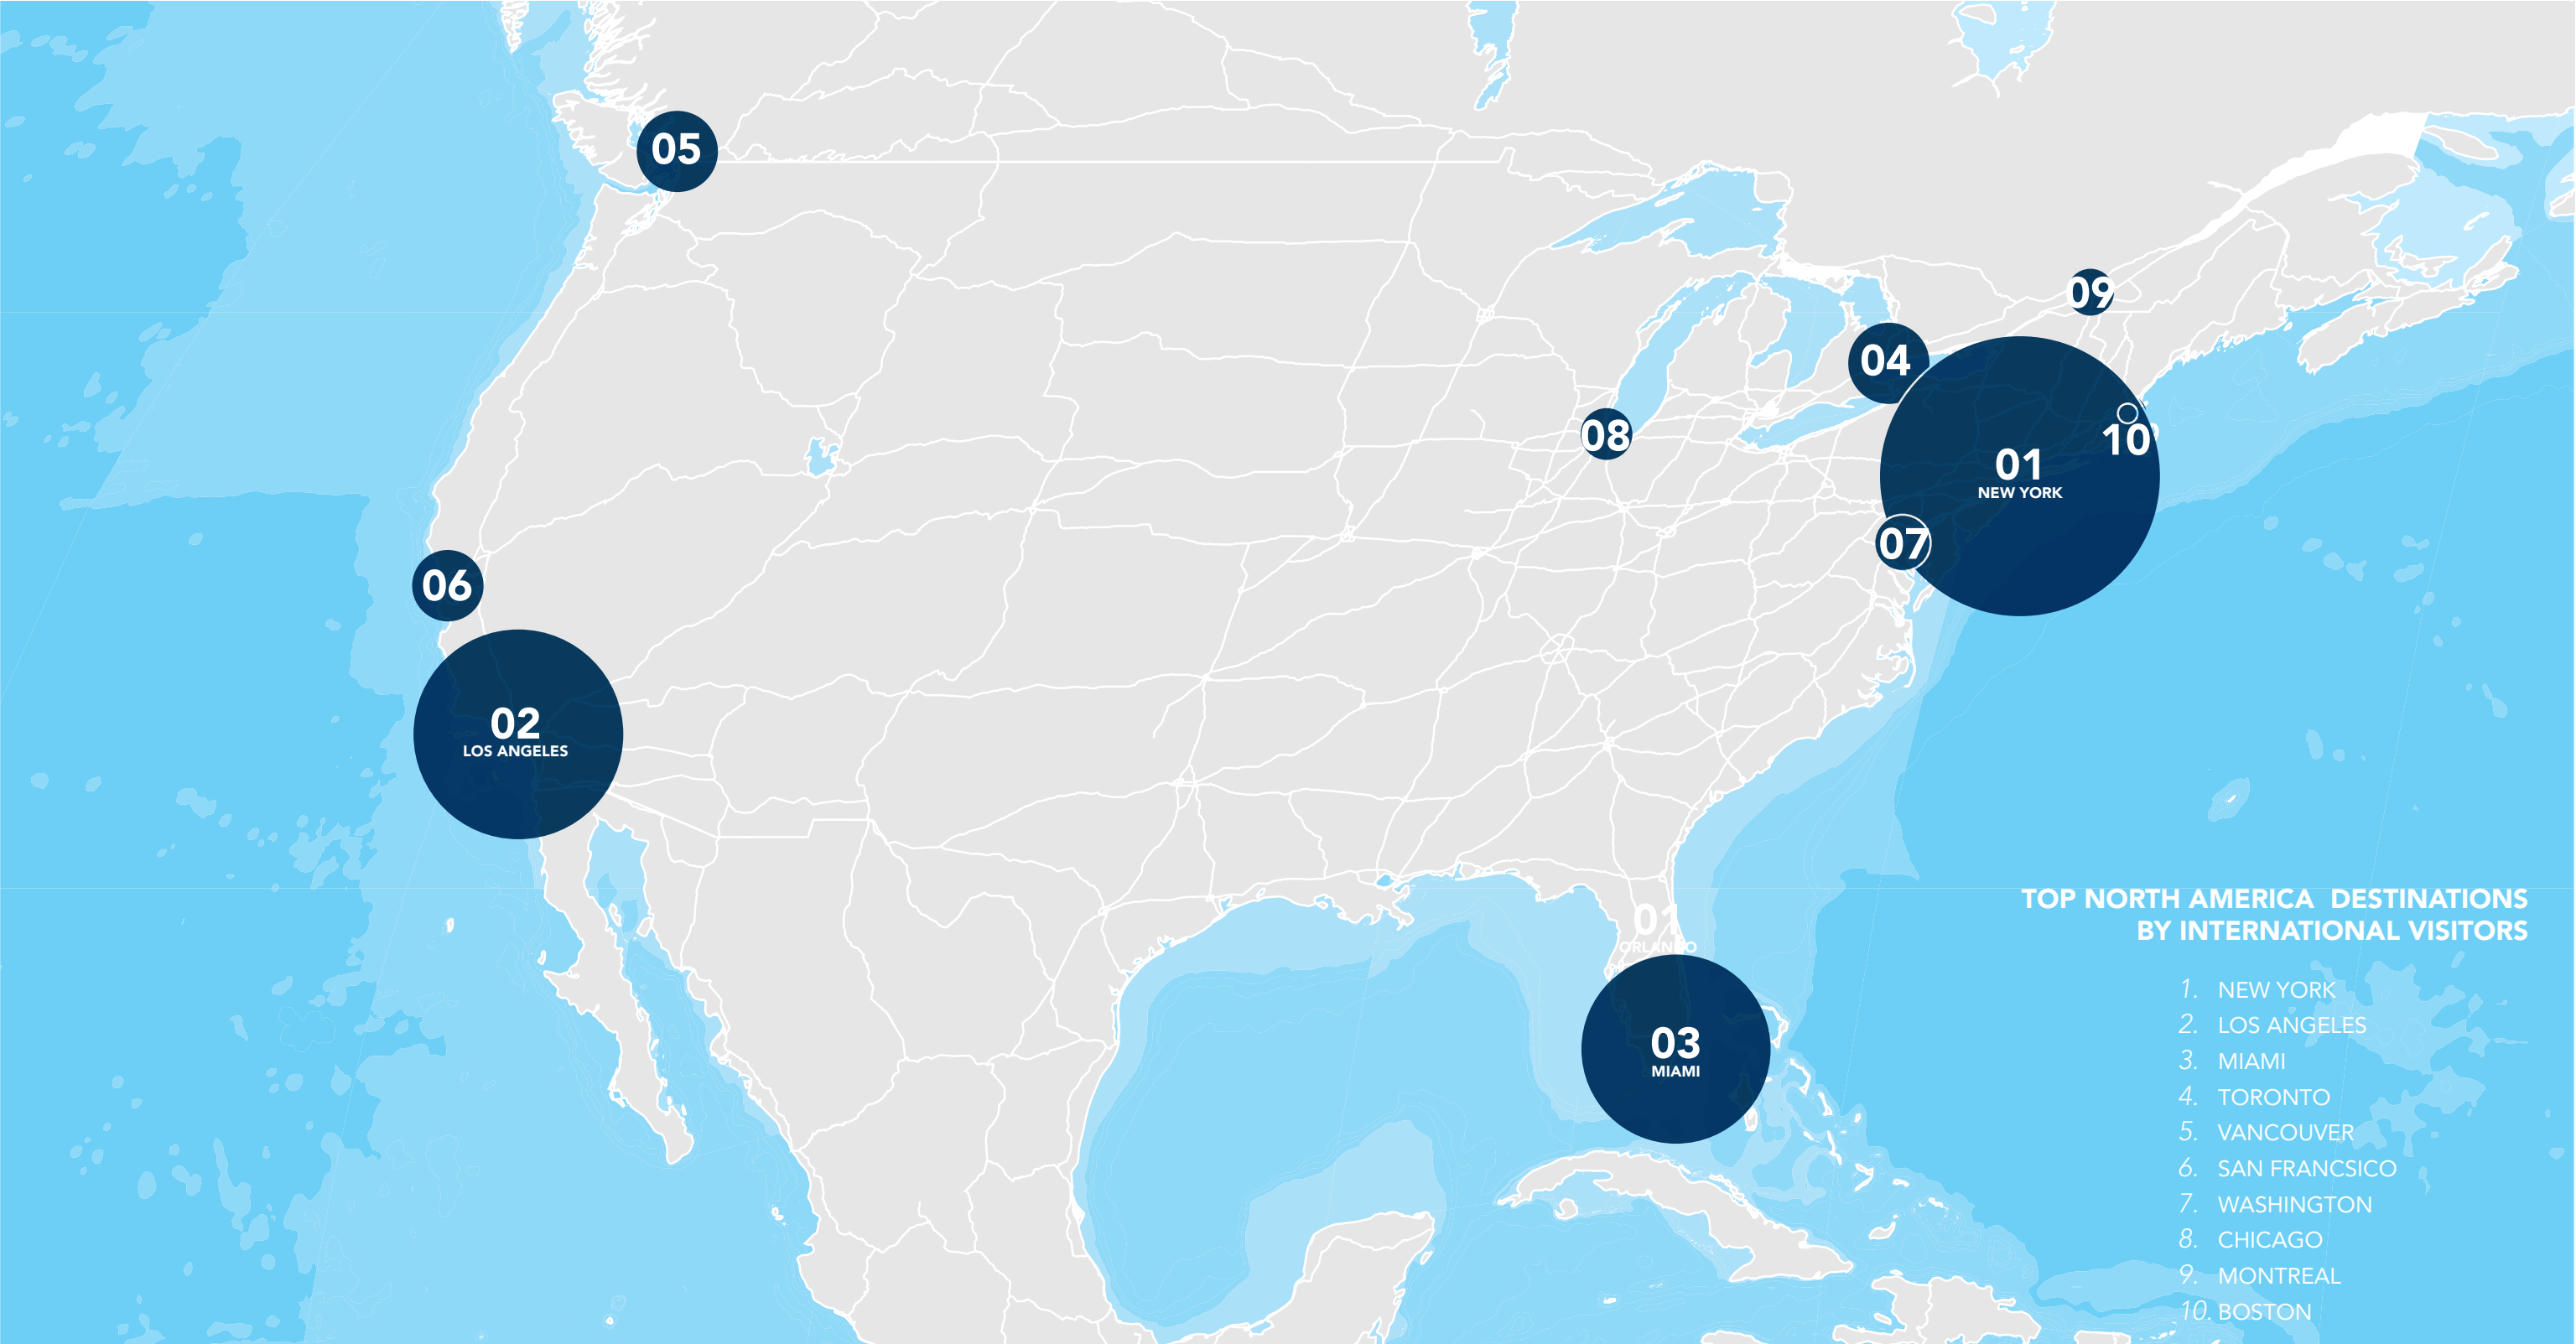 05
09
04
08
10
01
NEW YORK
07
06
02
LOS ANGELES
01
ORLANDO
03
MIAMI
TOP NORTH AMERICA DESTINATIONS
BY INTERNATIONAL VISITORS
1. NEW YORK
2. LOS ANGELES
3. MIAMI
4. TORONTO
5. VANCOUVER
6. SAN FRANCSICO
7. WASHINGTON
8. CHICAGO
9. MONTREAL
10. BOSTON